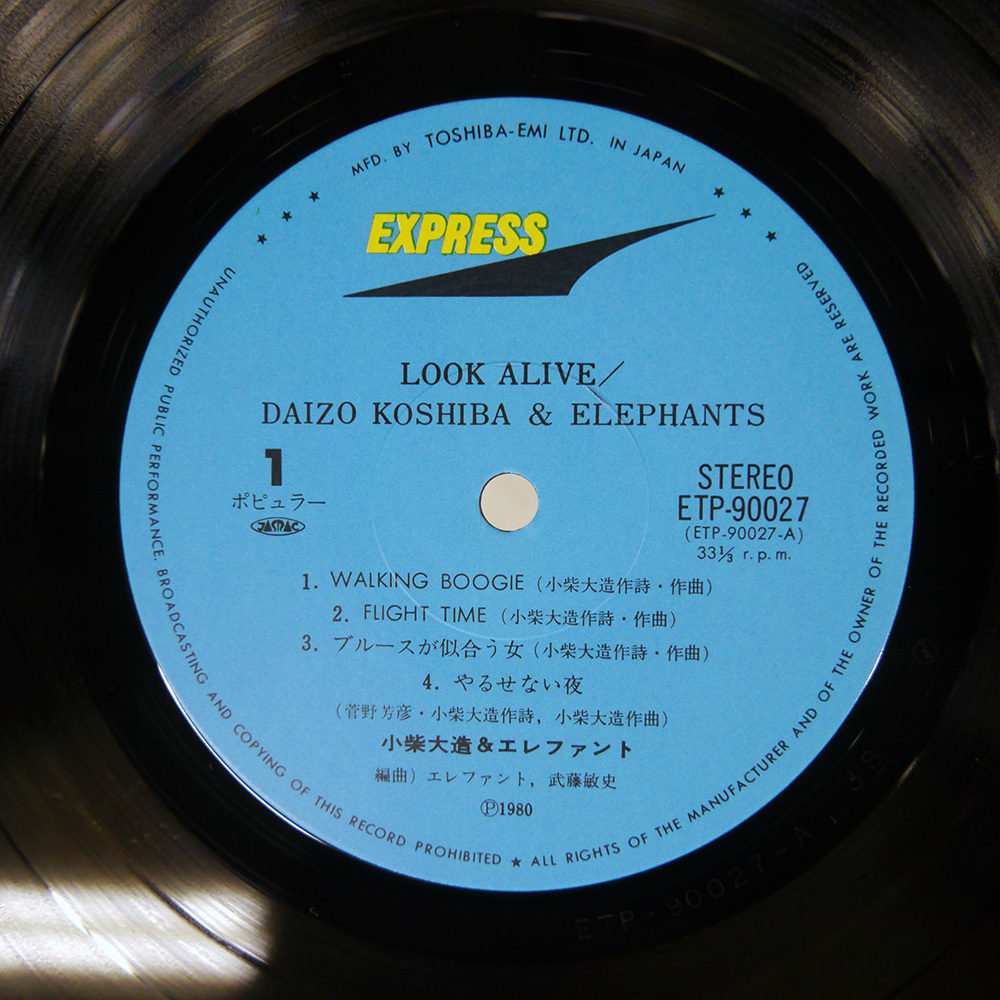 MFD. BY TOSHIBA-EMI LTD. IN JAPAN
★ ★ ★ ★ ★ ★
EXPRESS
LOOK ALIVE/
DAIZO KOSHIBA & ELEPHANTS
1
ポピュラー
JASRAC
STEREO
ETP-90027
(ETP-90027-A)
33⅓ r.p.m.
1. WALKING BOOGIE (小柴大造作詩・作曲)
2. FLIGHT TIME (小柴大造作詩・作曲)
3. ブルースが似合う女 (小柴大造作詩・作曲)
4. やるせない夜
(菅野芳彦・小柴大造作詩, 小柴大造作曲)
小柴大造&エレファント
編曲) エレファント, 武藤敏史
Ⓟ1980
UNAUTHORIZED PUBLIC PERFORMANCE, BROADCASTING AND COPYING OF THIS RECORD PROHIBITED ★ ALL RIGHTS OF THE MANUFACTURER AND OF THE OWNER OF THE RECORDED WORK ARE RESERVED
ETP-90027-A